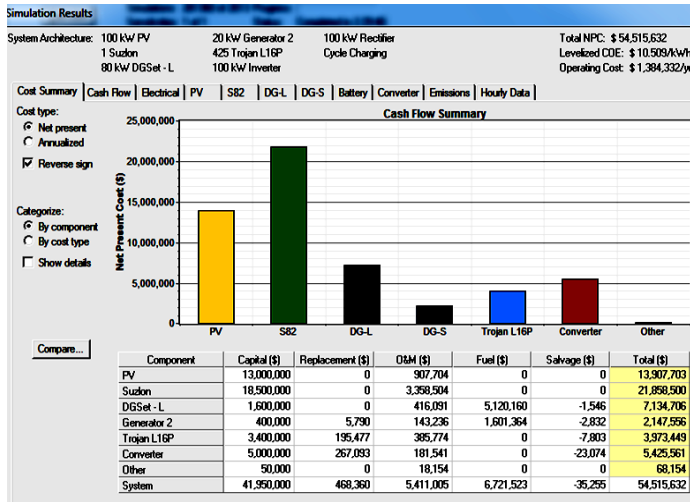 Simulation Results
System Architecture: 100 kW PV 20 kW Generator 2 100 kW Rectifier Total NPC: $ 54,515,632
1 Suzlon 425 Trojan L16P Cycle Charging Levelized COE: $ 10.509/kWh
80 kW DGSet - L 100 kW Inverter Operating Cost: $ 1,384,332/y
Cost Summary Cash Flow Electrical PV S82 DG-L DG-S Battery Converter Emissions Hourly Data
Cost type:
Net present
Annualized
Reverse sign
Categorize:
By component
By cost type
Show details
Compare...
Cash Flow Summary
Net Present Cost ($)
25,000,000
20,000,000
15,000,000
10,000,000
5,000,000
0
PV S82 DG-L DG-S Trojan L16P Converter Other
Component Capital ($) Replacement ($) O&M ($) Fuel ($) Salvage ($) Total ($)
PV 13,000,000 0 907,704 0 0 13,907,703
Suzlon 18,500,000 0 3,358,504 0 0 21,858,500
DGSet - L 1,600,000 0 416,091 5,120,160 -1,546 7,134,706
Generator 2 400,000 5,790 143,236 1,601,364 -2,832 2,147,556
Trojan L16P 3,400,000 195,477 385,774 0 -7,803 3,973,449
Converter 5,000,000 267,093 181,541 0 -23,074 5,425,561
Other 50,000 0 18,154 0 0 68,154
System 41,950,000 468,360 5,411,005 6,721,523 -35,255 54,515,632